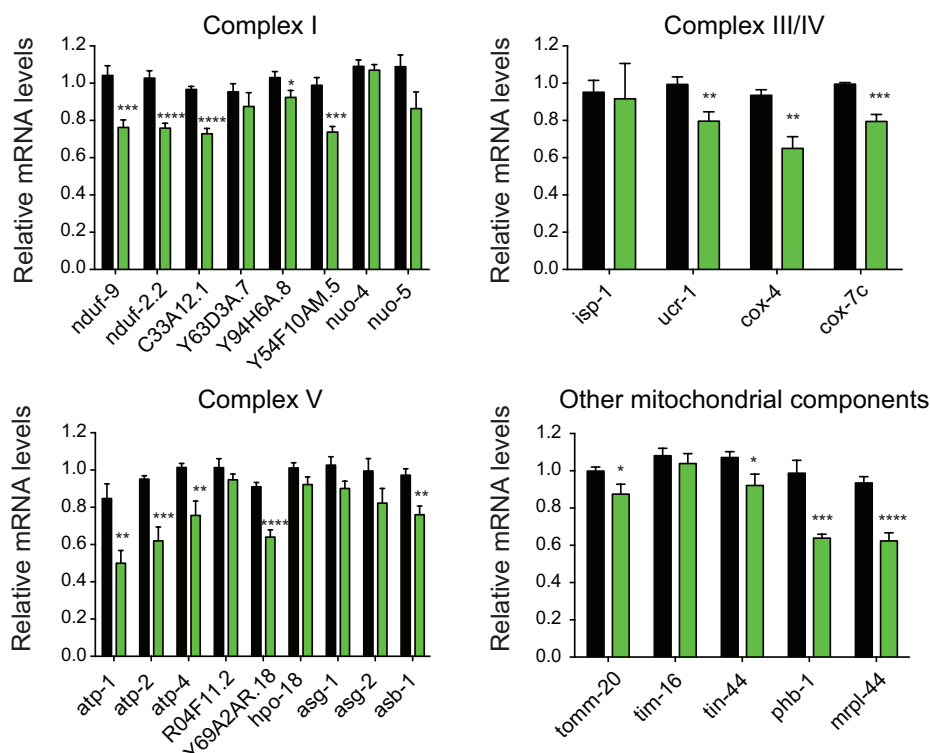 Complex I
Relative mRNA levels
1.2
1.0
0.8
0.6
0.4
0.2
0.0
***
****
****
*
***
nduf-9
nduf-2.2
C33A12.1
Y63D3A.7
Y94H6A.8
Y54F10AM.5
nuo-4
nuo-5
Complex III/IV
Relative mRNA levels
1.2
1.0
0.8
0.6
0.4
0.2
0.0
**
**
***
isp-1
ucr-1
cox-4
cox-7c
Complex V
Relative mRNA levels
1.2
1.0
0.8
0.6
0.4
0.2
0.0
**
***
**
****
**
atp-1
atp-2
atp-4
R04F11.2
Y69A2AR.18
hpo-18
asg-1
asg-2
asb-1
Other mitochondrial components
Relative mRNA levels
1.2
1.0
0.8
0.6
0.4
0.2
0.0
*
*
***
****
tomm-20
tim-16
tin-44
phb-1
mrpl-44